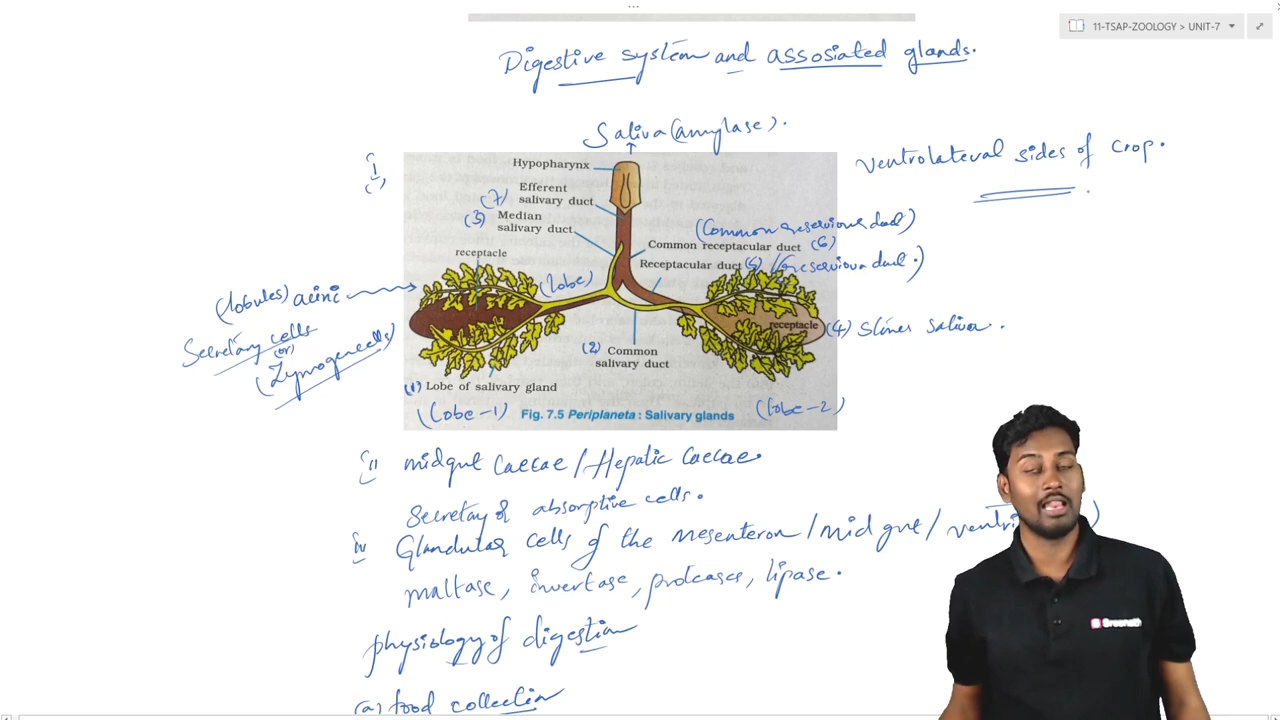 ...
11-TSAP-ZOOLOGY > UNIT-7
Digestive system and assosiated glands.
Saliva (amylase).
ventrolateral sides of crop.
(i)
Hypopharynx
(7) Efferent
salivary duct
(3) Median
salivary duct
(Common reserviour duct)
Common receptacular duct (6)
Receptacular duct (5) / (reserviour duct.)
receptacle
(lobe)
(lobules) acini
Secretary cells
(or)
(Zymogen cells)
receptacle (4) stores saliva.
(2) Common
salivary duct
(1) Lobe of salivary gland
(Lobe-1) Fig. 7.5 Periplaneta : Salivary glands (lobe-2)
(ii midgut Caecae / Hepatic Caecae.
absorptive cells.
Glandular cells of the mesenteron / mid gut / ventri )
maltase, invertase, proteases, lipase.
physiology of digestion
(a) food collection
Sreenath